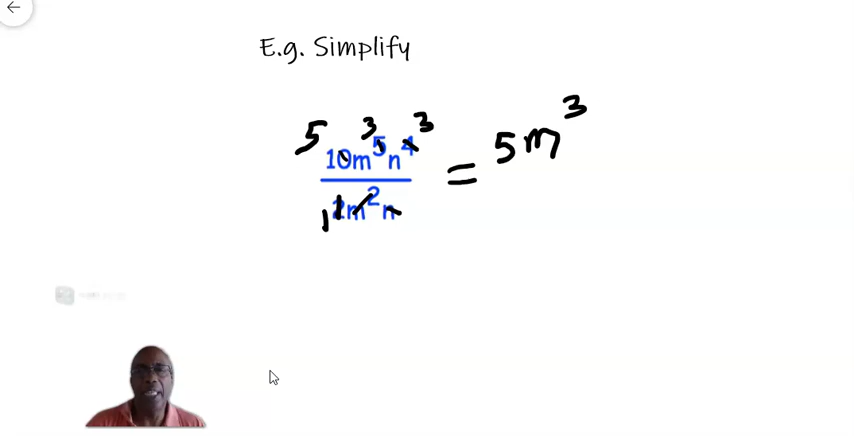 E.g. Simplify
5 3 3
10m⁵n⁴ = 5m³
1
2m²n